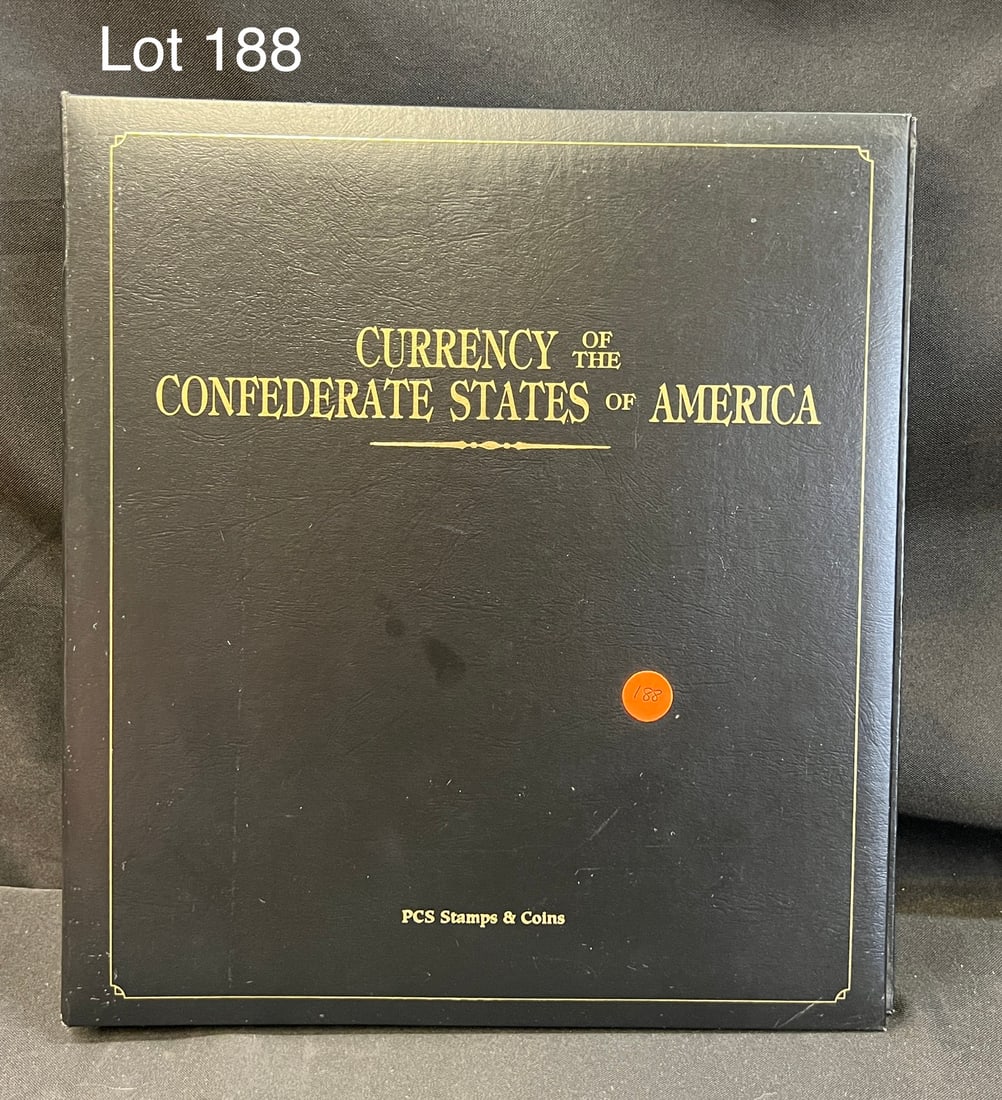 Lot 188
CURRENCY OF THE
CONFEDERATE STATES OF AMERICA
188
PCS Stamps & Coins